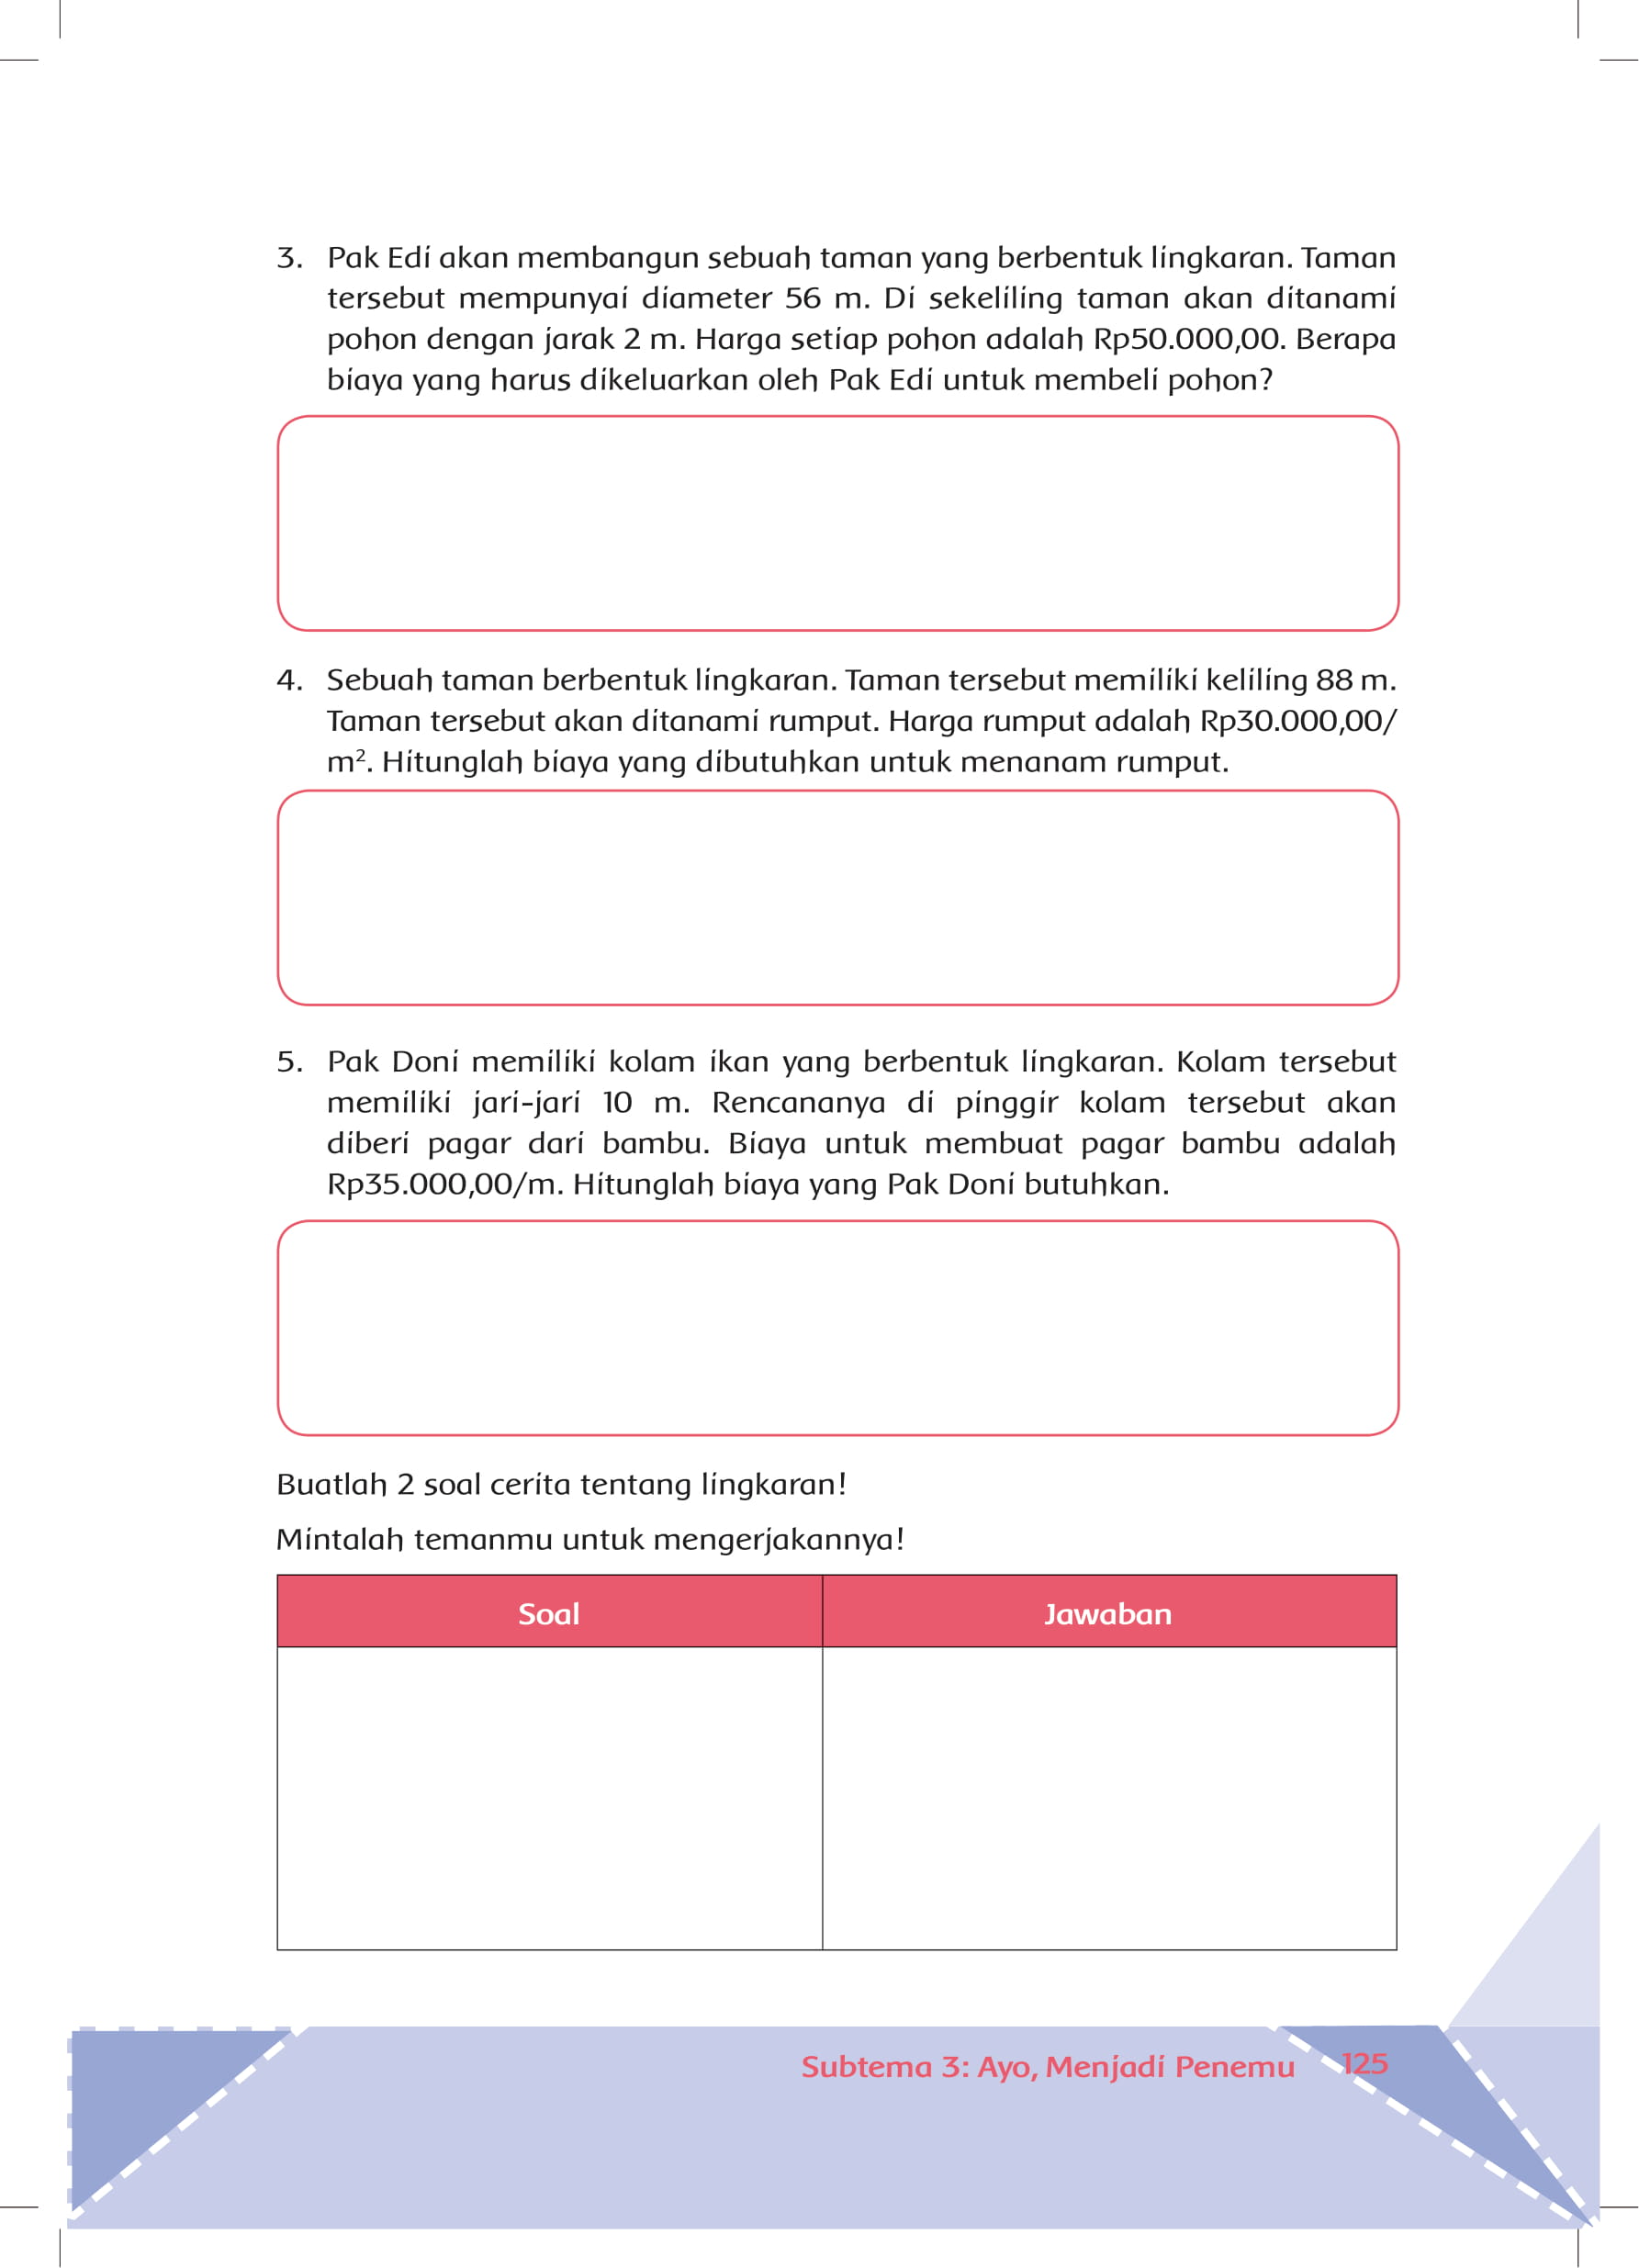 3. Pak Edi akan membangun sebuah taman yang berbentuk lingkaran. Taman
tersebut mempunyai diameter 56 m. Di sekeliling taman akan ditanami
pohon dengan jarak 2 m. Harga setiap pohon adalah Rp50.000,00. Berapa
biaya yang harus dikeluarkan oleh Pak Edi untuk membeli pohon?
4. Sebuah taman berbentuk lingkaran. Taman tersebut memiliki keliling 88 m.
Taman tersebut akan ditanami rumput. Harga rumput adalah Rp30.000,00/
m². Hitunglah biaya yang dibutuhkan untuk menanam rumput.
5. Pak Doni memiliki kolam ikan yang berbentuk lingkaran. Kolam tersebut
memiliki jari-jari 10 m. Rencananya di pinggir kolam tersebut akan
diberi pagar dari bambu. Biaya untuk membuat pagar bambu adalah
Rp35.000,00/m. Hitunglah biaya yang Pak Doni butuhkan.
Buatlah 2 soal cerita tentang lingkaran!
Mintalah temanmu untuk mengerjakannya!
Soal Jawaban
Subtema 3: Ayo, Menjadi Penemu 125